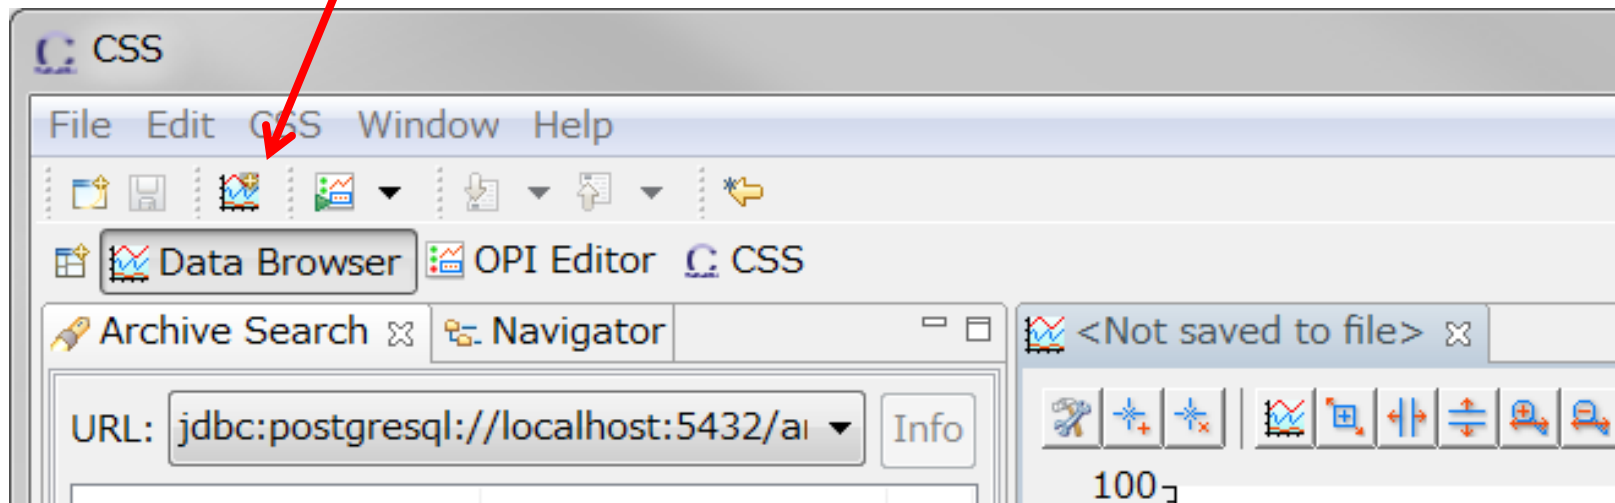 CSS
File Edit CSS Window Help
Data Browser OPI Editor CSS
Archive Search Navigator <Not saved to file>
URL: jdbc:postgresql://localhost:5432/ Info
100